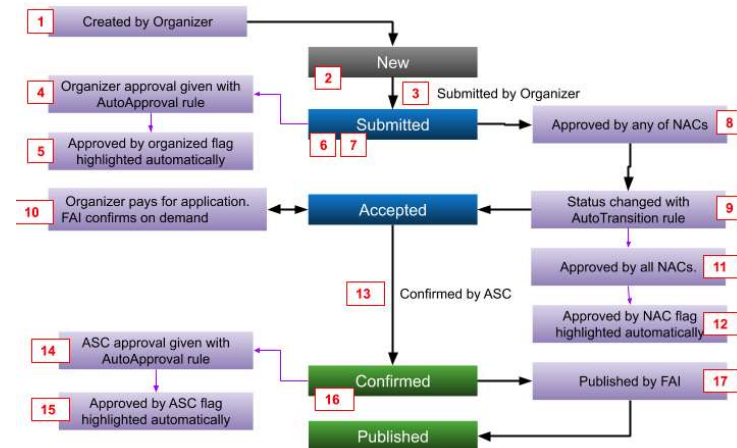 1
Created by Organizer
New
2
3
Submitted by Organizer
4
Organizer approval given with
AutoApproval rule
Submitted
6
7
Approved by any of NACs
8
5
Approved by organized flag
highlighted automatically
10
Organizer pays for application.
FAI confirms on demand
Accepted
Status changed with
AutoTransition rule
9
Approved by all NACs.
11
13
Confirmed by ASC
Approved by NAC flag
highlighted automatically
12
14
ASC approval given with
AutoApproval rule
Confirmed
16
Published by FAI
17
15
Approved by ASC flag
highlighted automatically
Published